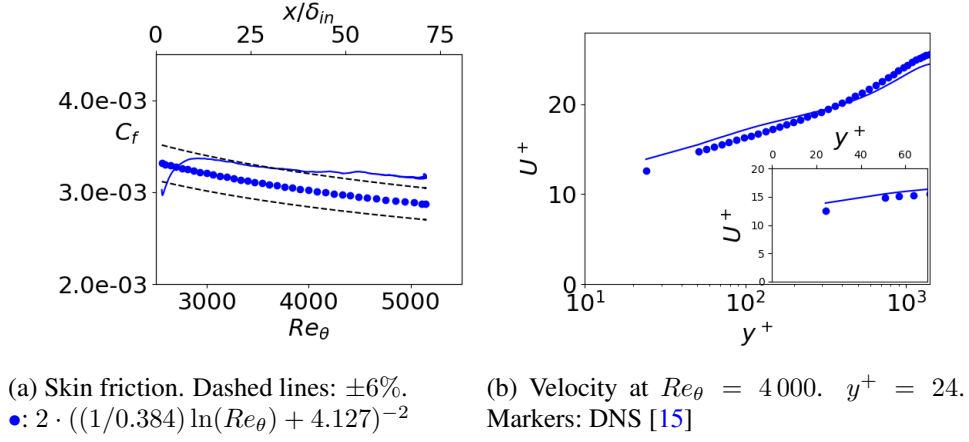 x/δ_in
0 25 50 75
4.0e-03
C_f
3.0e-03
2.0e-03
3000 4000 5000
Re_θ
20
U^+
10
0
10^1 10^2 10^3
y^+
y^+
0 20 40 60
20
15
U^+
10
5
0
(a) Skin friction. Dashed lines: ±6%.
●: 2 · ((1/0.384) ln(Re_θ) + 4.127)^{−2}
(b) Velocity at Re_θ = 4 000. y^+ = 24.
Markers: DNS [15]